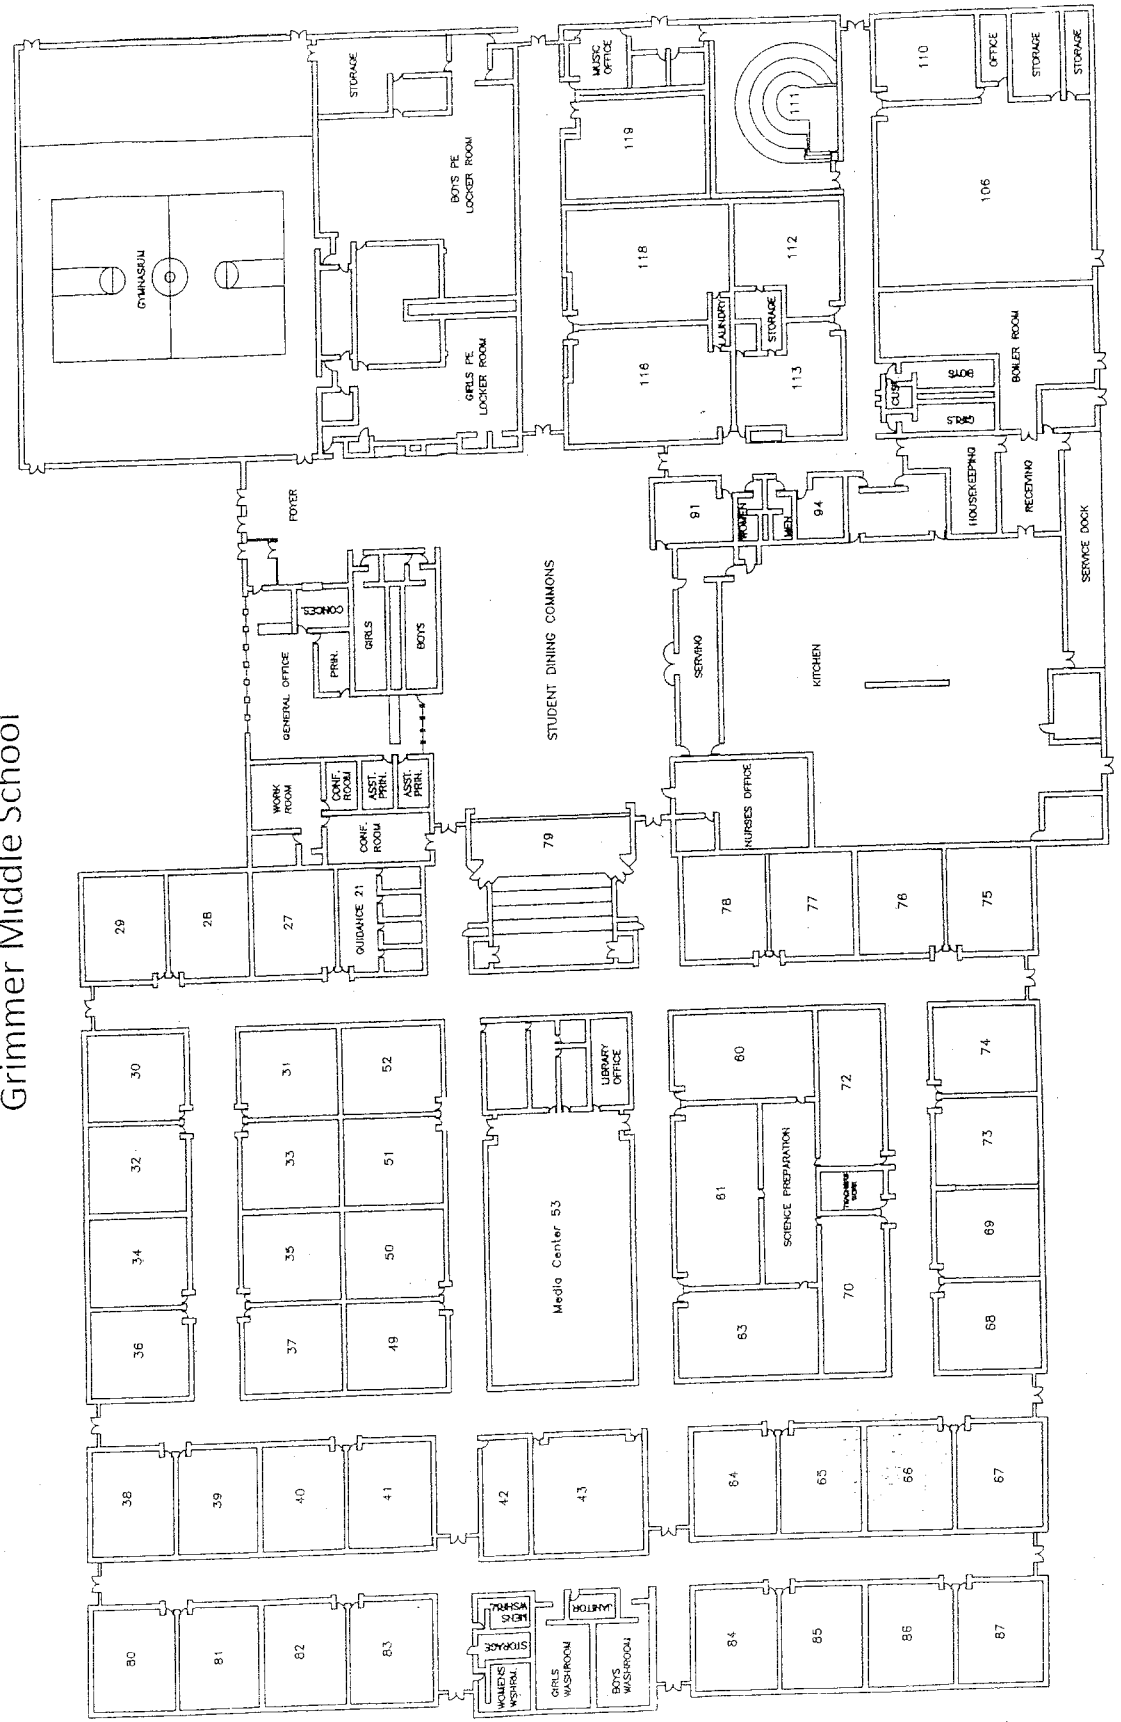 Grimmer Middle School
110
OFFICE
STORAGE
STORAGE
MUSIC
OFFICE
111
119
106
STORAGE
BOYS PE
LOCKER ROOM
GYMNASIUM
118
112
LAUNDRY
STORAGE
116
113
GIRLS PE
LOCKER ROOM
CUST
BOYS
GIRLS
BOILER ROOM
FOYER
91
WOMEN
MEN
94
HOUSEKEEPING
RECEIVING
SERVICE DOCK
CONCES.
GENERAL OFFICE
PRIN.
GIRLS
BOYS
STUDENT DINING COMMONS
SERVING
KITCHEN
WORK
ROOM
CONF.
ROOM
ASST.
PRIN.
ASST.
PRIN.
CONF.
ROOM
79
NURSES OFFICE
29
28
27
GUIDANCE 21
78
77
76
75
30
31
52
LIBRARY
OFFICE
60
72
74
32
33
51
61
SCIENCE PREPARATION
TEACHERS
WORK
73
34
35
50
Media Center 53
69
36
37
49
63
70
68
38
39
40
41
42
43
64
65
66
67
80
81
82
83
MENS
WSHRM.
STORAGE
WOMENS
WSHRM.
JANITOR
GIRLS
WASHROOM
BOYS
WASHROOM
84
85
86
87